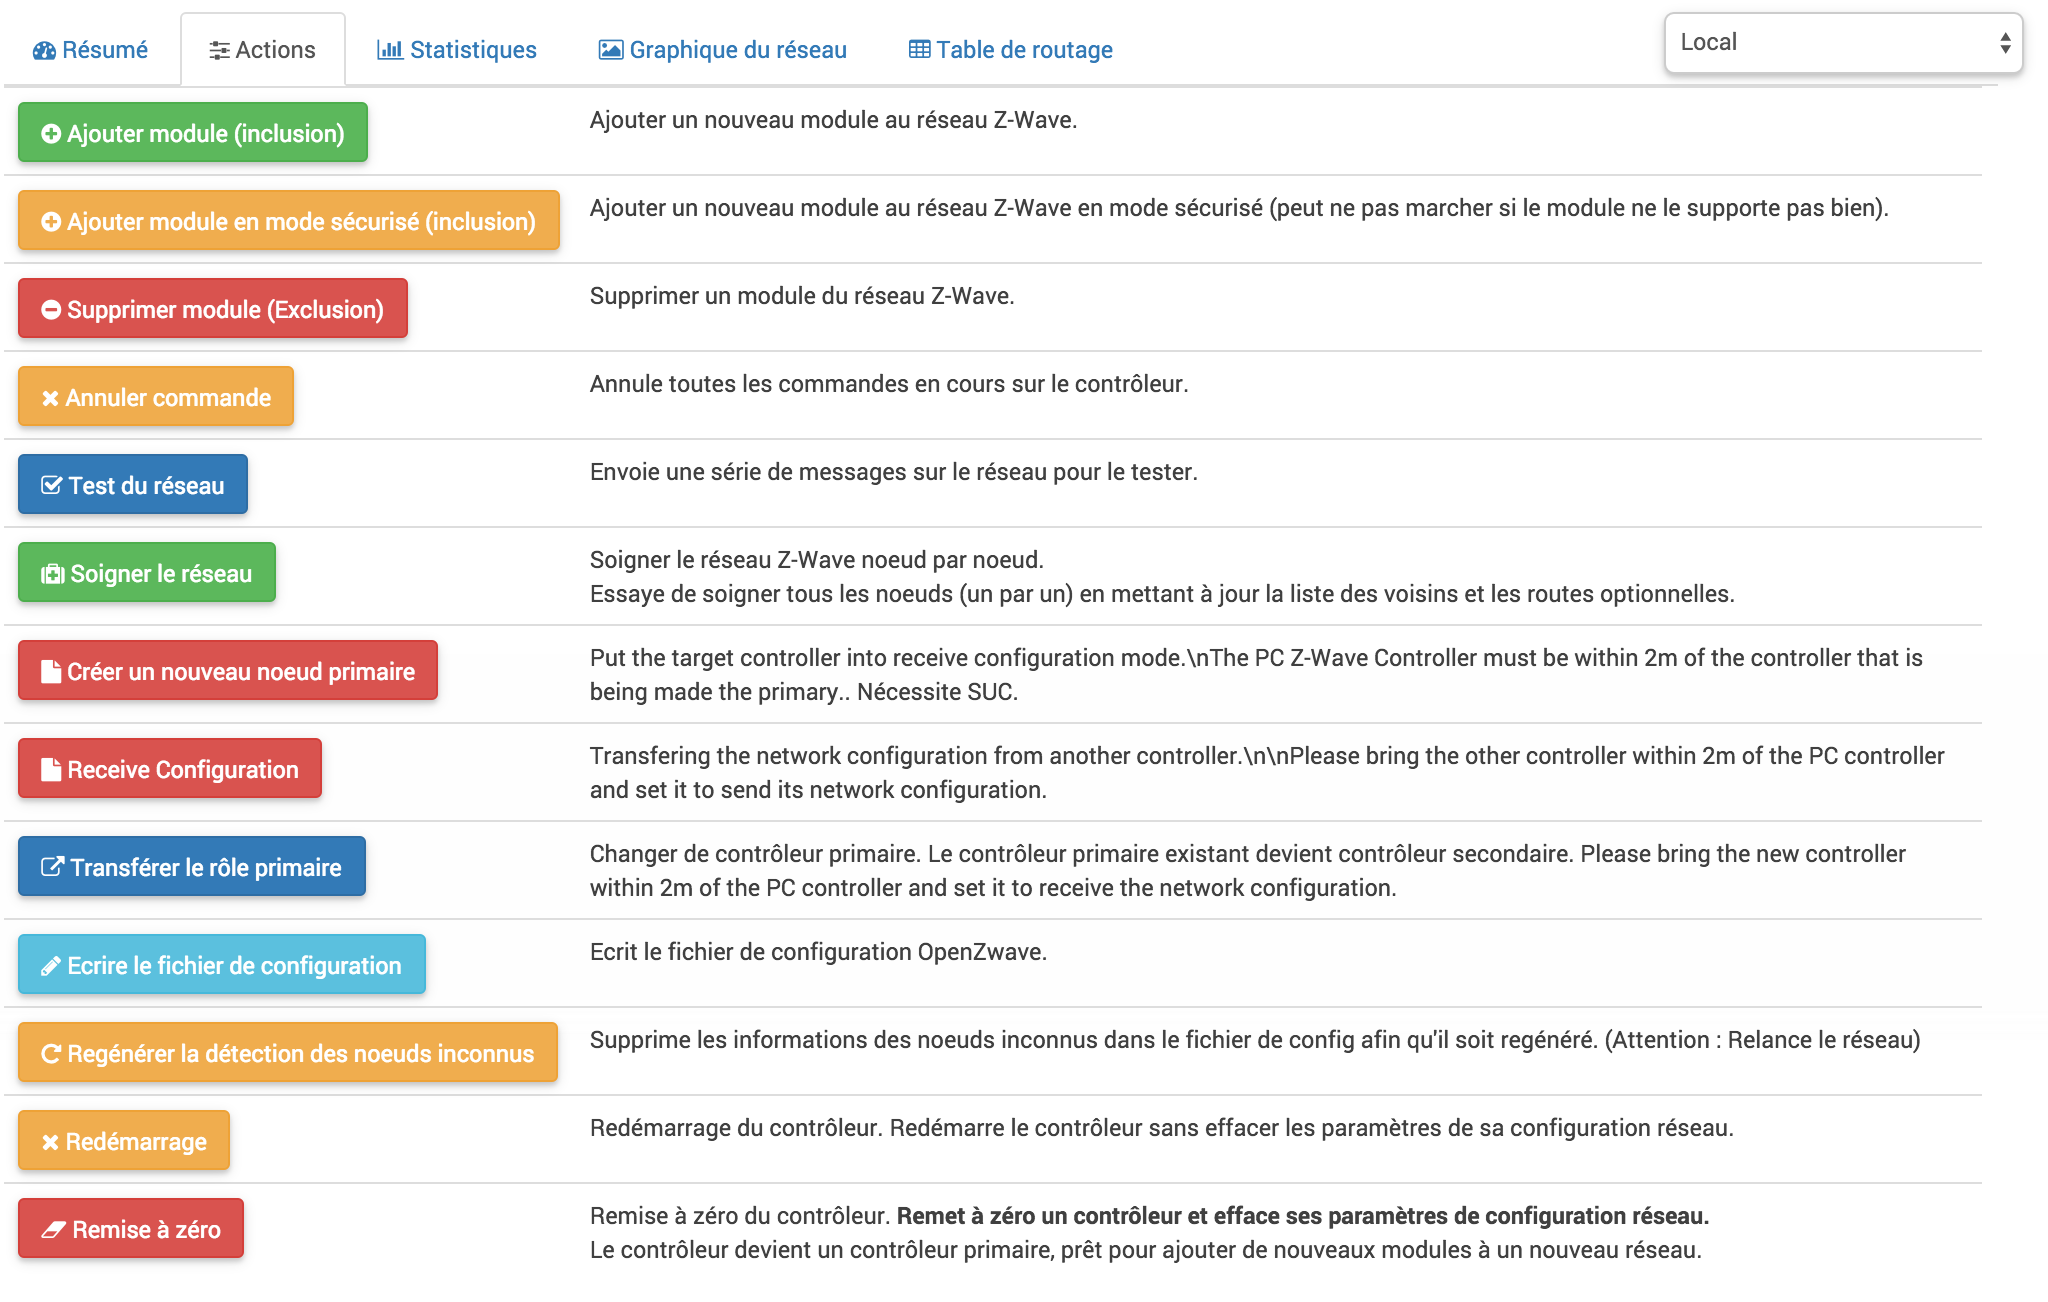 Résumé
Actions
Statistiques
Graphique du réseau
Table de routage
Local
Ajouter module (inclusion)
Ajouter un nouveau module au réseau Z-Wave.
Ajouter module en mode sécurisé (inclusion)
Ajouter un nouveau module au réseau Z-Wave en mode sécurisé (peut ne pas marcher si le module ne le supporte pas bien).
Supprimer module (Exclusion)
Supprimer un module du réseau Z-Wave.
Annuler commande
Annule toutes les commandes en cours sur le contrôleur.
Test du réseau
Envoie une série de messages sur le réseau pour le tester.
Soigner le réseau
Soigner le réseau Z-Wave noeud par noeud.
Essaye de soigner tous les noeuds (un par un) en mettant à jour la liste des voisins et les routes optionnelles.
Créer un nouveau noeud primaire
Put the target controller into receive configuration mode.\nThe PC Z-Wave Controller must be within 2m of the controller that is
being made the primary.. Nécessite SUC.
Receive Configuration
Transfering the network configuration from another controller.\n\nPlease bring the other controller within 2m of the PC controller
and set it to send its network configuration.
Transférer le rôle primaire
Changer de contrôleur primaire. Le contrôleur primaire existant devient contrôleur secondaire. Please bring the new controller
within 2m of the PC controller and set it to receive the network configuration.
Ecrire le fichier de configuration
Ecrit le fichier de configuration OpenZwave.
Regénérer la détection des noeuds inconnus
Supprime les informations des noeuds inconnus dans le fichier de config afin qu'il soit regénéré. (Attention : Relance le réseau)
Redémarrage
Redémarrage du contrôleur. Redémarre le contrôleur sans effacer les paramètres de sa configuration réseau.
Remise à zéro
Remise à zéro du contrôleur. Remet à zéro un contrôleur et efface ses paramètres de configuration réseau.
Le contrôleur devient un contrôleur primaire, prêt pour ajouter de nouveaux modules à un nouveau réseau.